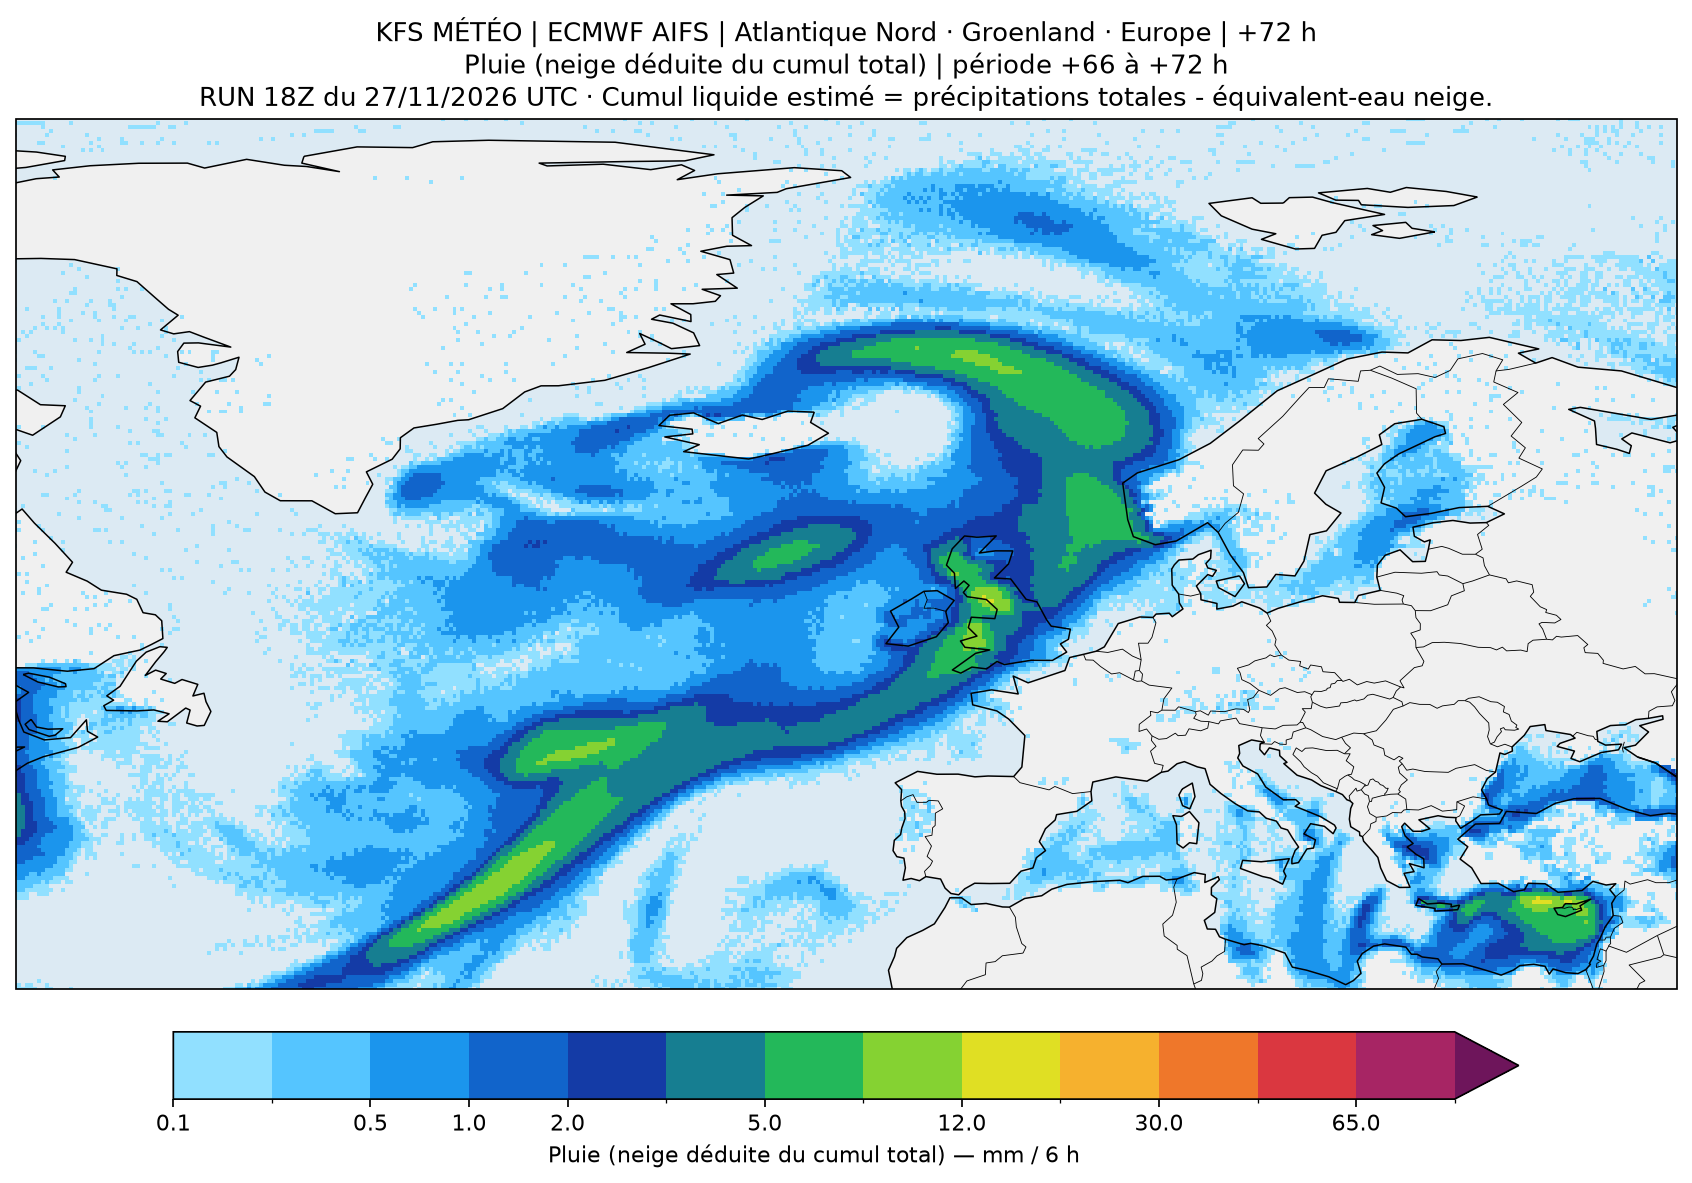 KFS MÉTÉO | ECMWF AIFS | Atlantique Nord · Groenland · Europe | +72 h
Pluie (neige déduite du cumul total) | période +66 à +72 h
RUN 18Z du 27/11/2026 UTC · Cumul liquide estimé = précipitations totales - équivalent-eau neige.
0.1 0.5 1.0 2.0 5.0 12.0 30.0 65.0
Pluie (neige déduite du cumul total) — mm / 6 h